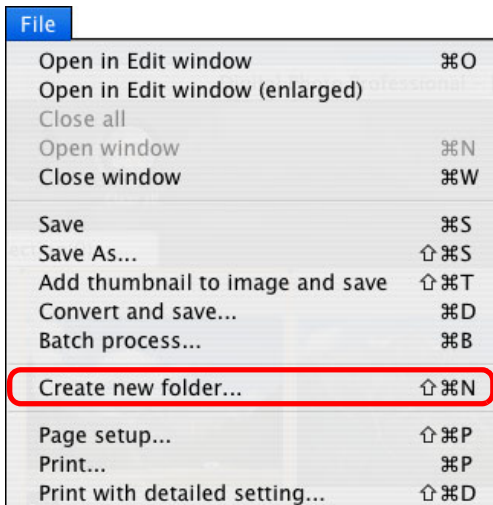 File
Open in Edit window ⌘O
Open in Edit window (enlarged)
Close all
Open window ⌘N
Close window ⌘W
Save ⌘S
Save As... ⇧⌘S
Add thumbnail to image and save ⇧⌘T
Convert and save... ⌘D
Batch process... ⌘B
Create new folder... ⇧⌘N
Page setup... ⇧⌘P
Print... ⌘P
Print with detailed setting... ⇧⌘D